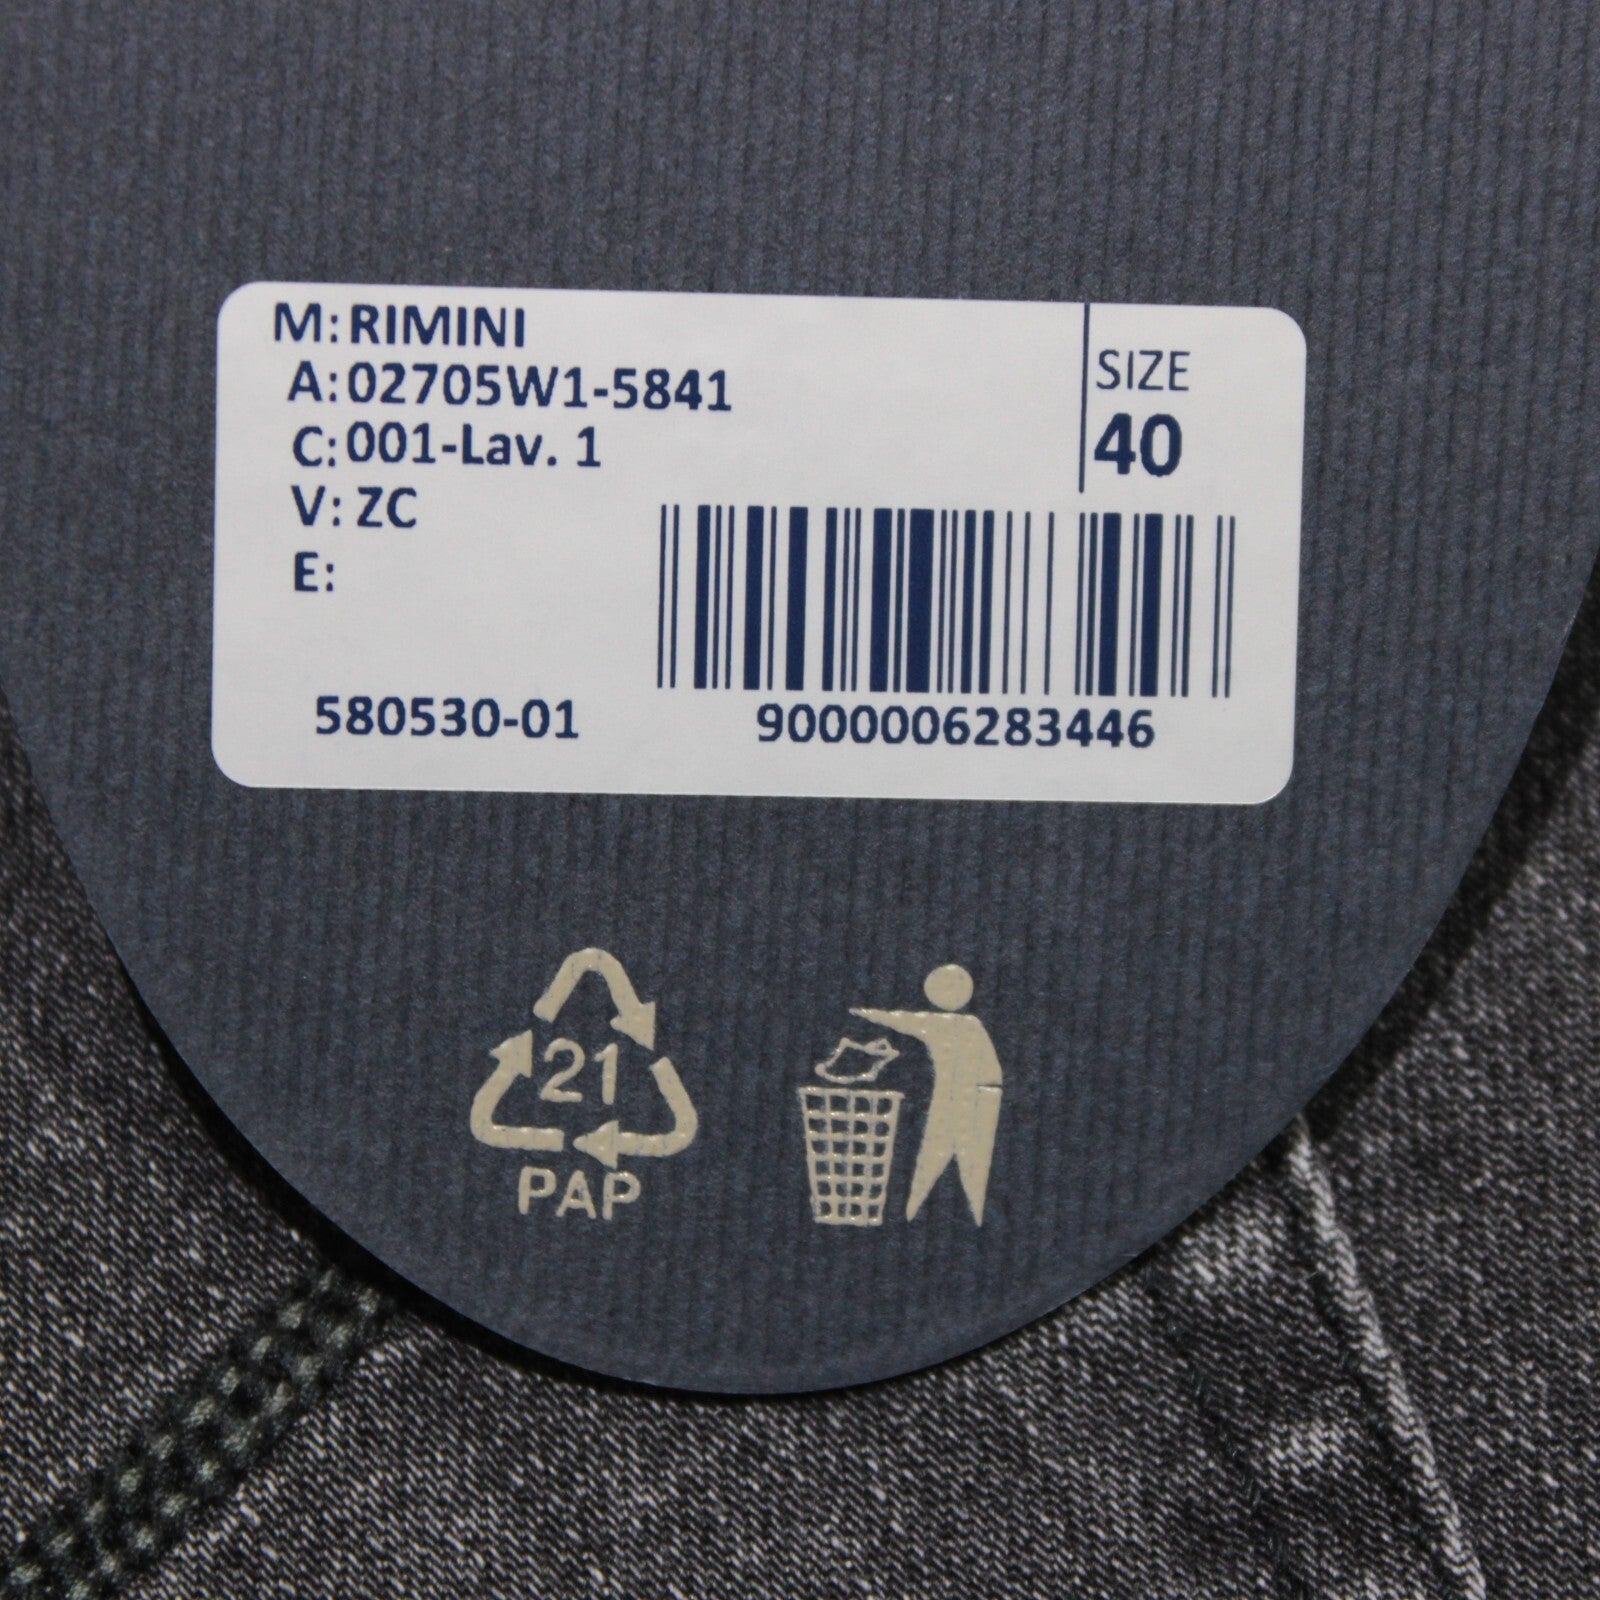 M: RIMINI
A: 02705W1-5841
C: 001-Lav. 1
V: ZC
E:
SIZE
40
580530-01
9000006283446
21
PAP